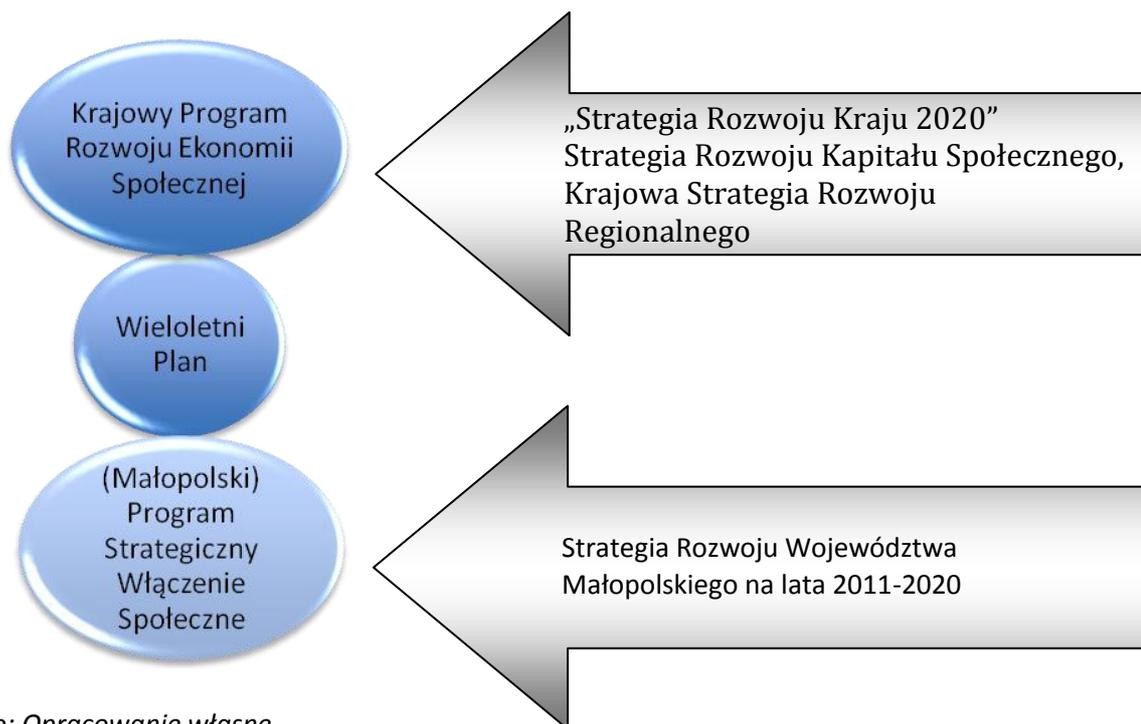 Krajowy Program
Rozwoju Ekonomii
Społecznej
„Strategia Rozwoju Kraju 2020”
Strategia Rozwoju Kapitału Społecznego,
Krajowa Strategia Rozwoju
Regionalnego
Wieloletni
Plan
(Małopolski)
Program
Strategiczny
Włączenie
Społeczne
Strategia Rozwoju Województwa
Małopolskiego na lata 2011-2020
Opracowanie własne